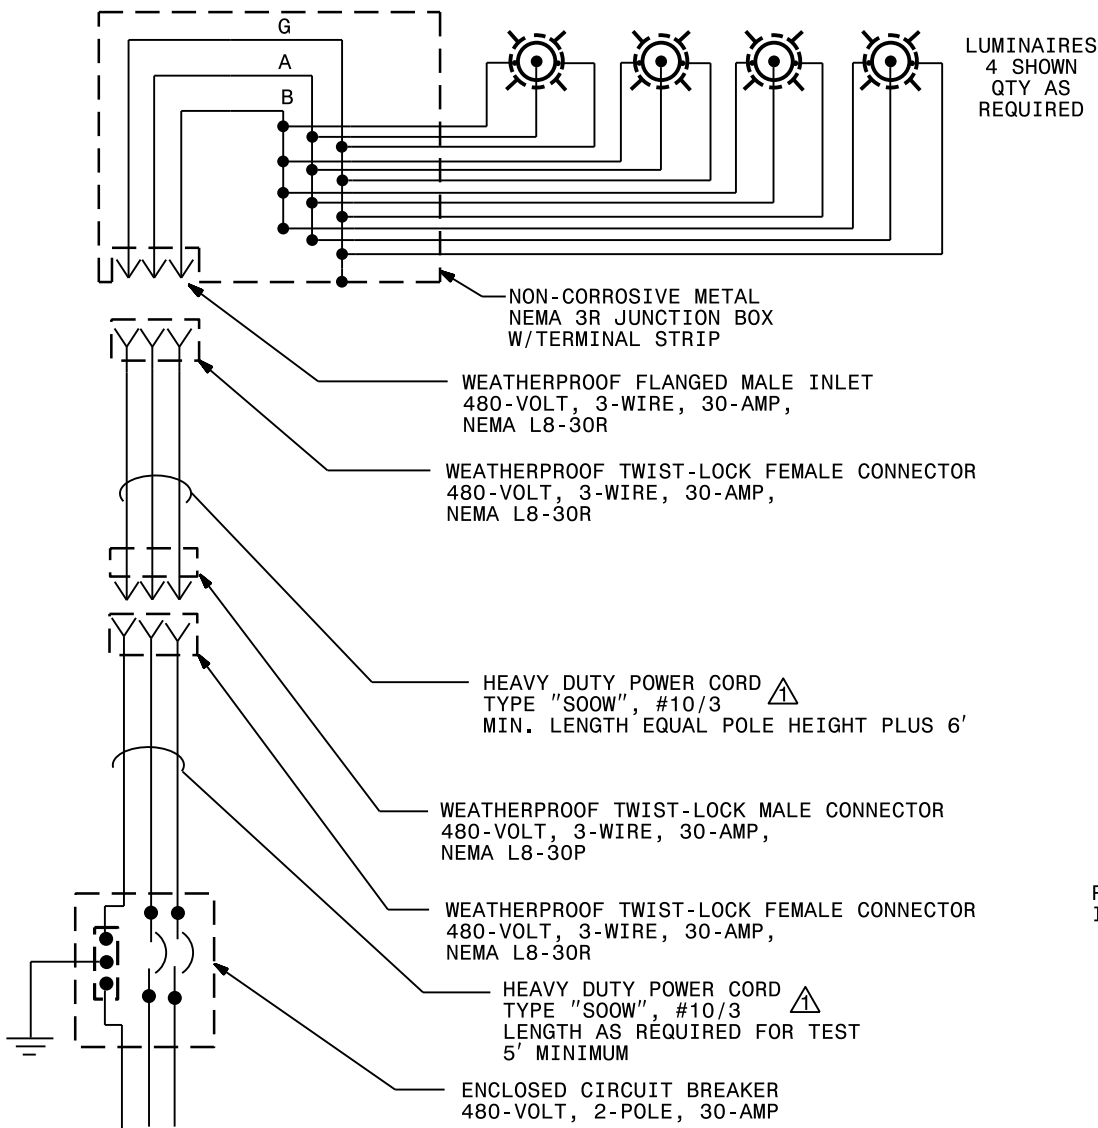 G
A
B
LUMINAIRES
4 SHOWN
QTY AS
REQUIRED
NON-CORROSIVE METAL
NEMA 3R JUNCTION BOX
W/TERMINAL STRIP
WEATHERPROOF FLANGED MALE INLET
480-VOLT, 3-WIRE, 30-AMP,
NEMA L8-30R
WEATHERPROOF TWIST-LOCK FEMALE CONNECTOR
480-VOLT, 3-WIRE, 30-AMP,
NEMA L8-30R
HEAVY DUTY POWER CORD 1
TYPE "SOOW", #10/3
MIN. LENGTH EQUAL POLE HEIGHT PLUS 6'
WEATHERPROOF TWIST-LOCK MALE CONNECTOR
480-VOLT, 3-WIRE, 30-AMP,
NEMA L8-30P
WEATHERPROOF TWIST-LOCK FEMALE CONNECTOR
480-VOLT, 3-WIRE, 30-AMP,
NEMA L8-30R
HEAVY DUTY POWER CORD 1
TYPE "SOOW", #10/3
LENGTH AS REQUIRED FOR TEST
5' MINIMUM
ENCLOSED CIRCUIT BREAKER
480-VOLT, 2-POLE, 30-AMP